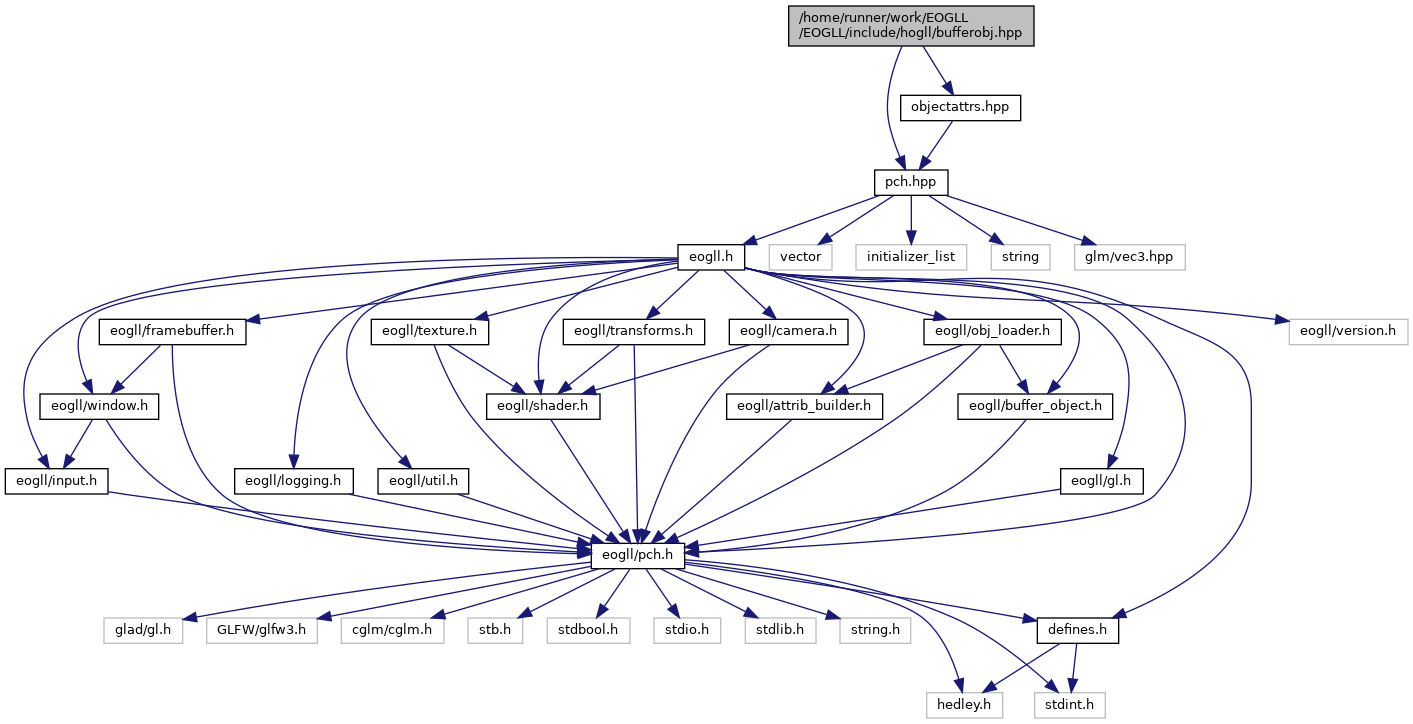 /home/runner/work/EOGLL
/EOGLL/include/hogll/bufferobj.hpp
objectattrs.hpp
pch.hpp
eogll.h
vector
initializer_list
string
glm/vec3.hpp
eogll/framebuffer.h
eogll/texture.h
eogll/transforms.h
eogll/camera.h
eogll/obj_loader.h
eogll/version.h
eogll/window.h
eogll/shader.h
eogll/attrib_builder.h
eogll/buffer_object.h
eogll/input.h
eogll/logging.h
eogll/util.h
eogll/gl.h
eogll/pch.h
glad/gl.h
GLFW/glfw3.h
cglm/cglm.h
stb.h
stdbool.h
stdio.h
stdlib.h
string.h
defines.h
hedley.h
stdint.h